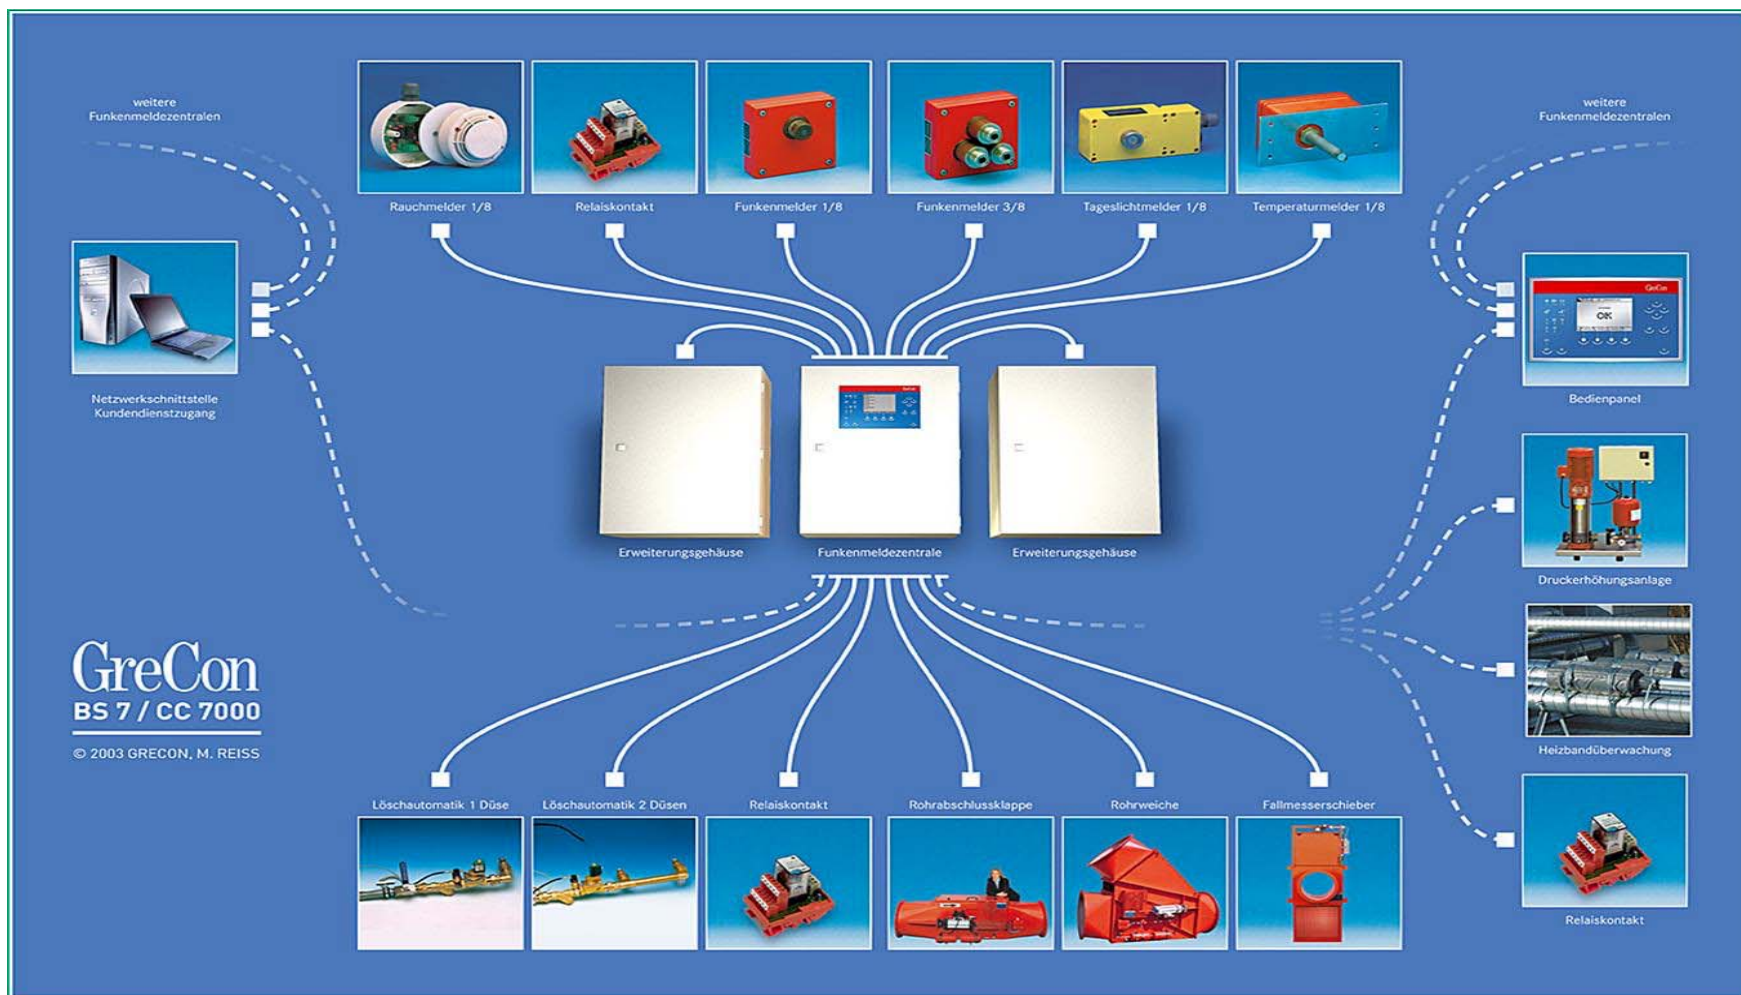 weitere
Funkenmeldezentralen
weitere
Funkenmeldezentralen
Rauchmelder 1/8
Relaiskontakt
Funkenmelder 1/8
Funkenmelder 3/8
Tageslichtmelder 1/8
Temperaturmelder 1/8
GreCon
OK
Netzwerkschnittstelle
Kundendienstzugang
Bedienpanel
Erweiterungsgehäuse
Funkenmeldezentrale
Erweiterungsgehäuse
Druckerhöhungsanlage
GreCon
BS 7 / CC 7000
© 2003 GRECON, M. REISS
Heizbandüberwachung
Löschautomatik 1 Düse
Löschautomatik 2 Düsen
Relaiskontakt
Rohrabschlussklappe
Rohrweiche
Fallmesserschieber
Relaiskontakt